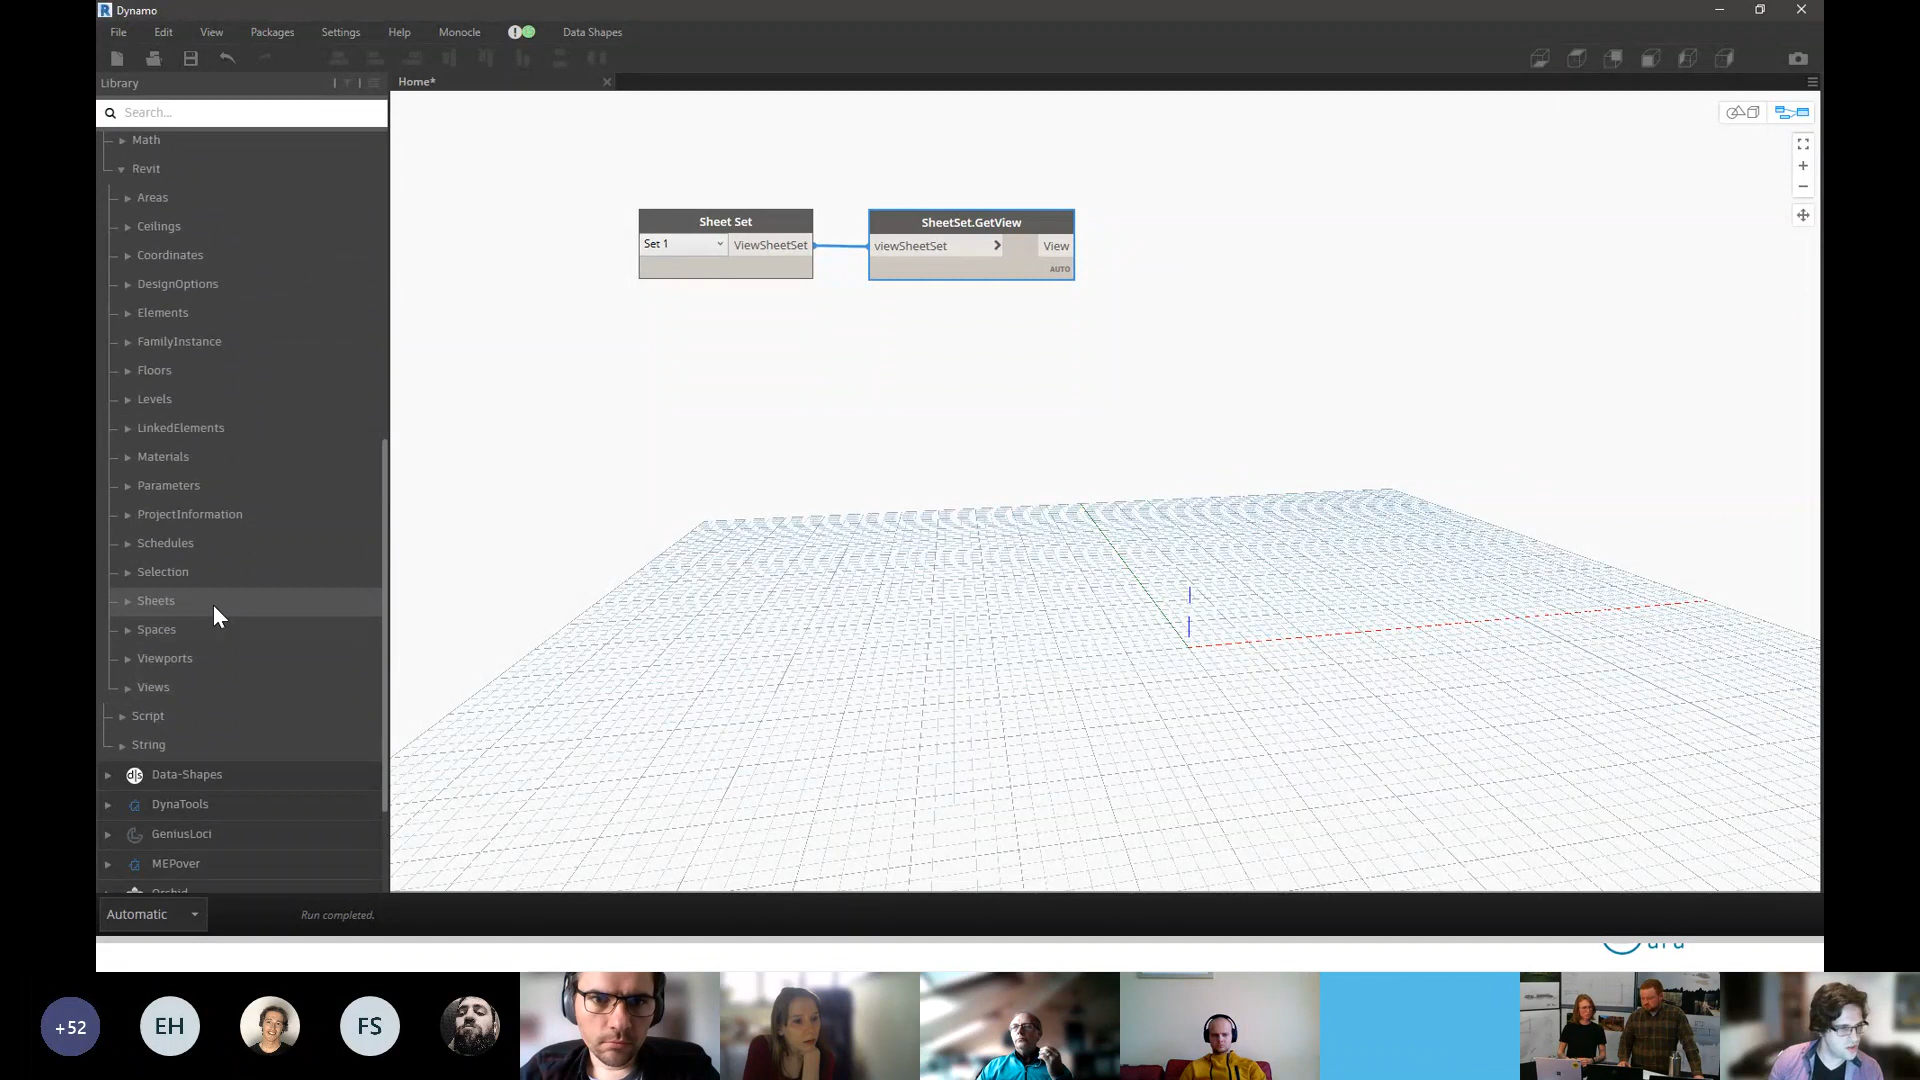 Dynamo
File Edit View Packages Settings Help Monocle Data Shapes
Library
Home*
Search...
Math
Revit
Areas
Ceilings
Coordinates
DesignOptions
Elements
FamilyInstance
Floors
Levels
LinkedElements
Materials
Parameters
ProjectInformation
Schedules
Selection
Sheets
Spaces
Viewports
Views
Script
String
Data-Shapes
DynaTools
GeniusLoci
MEPover
Orchid
Sheet Set
Set 1 ViewSheetSet
SheetSet.GetView
viewSheetSet > View
AUTO
Automatic
Run completed.
+52
EH
FS